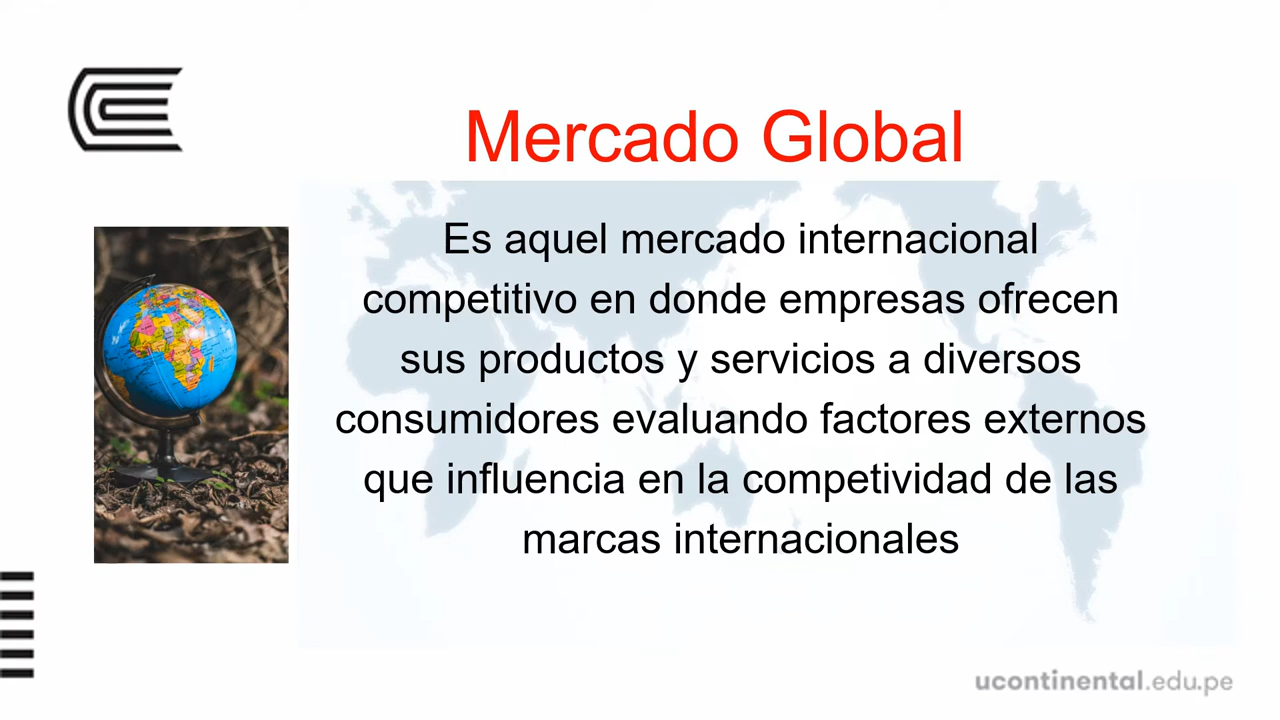 Mercado Global
Es aquel mercado internacional
competitivo en donde empresas ofrecen
sus productos y servicios a diversos
consumidores evaluando factores externos
que influencia en la competividad de las
marcas internacionales
ucontinental.edu.pe